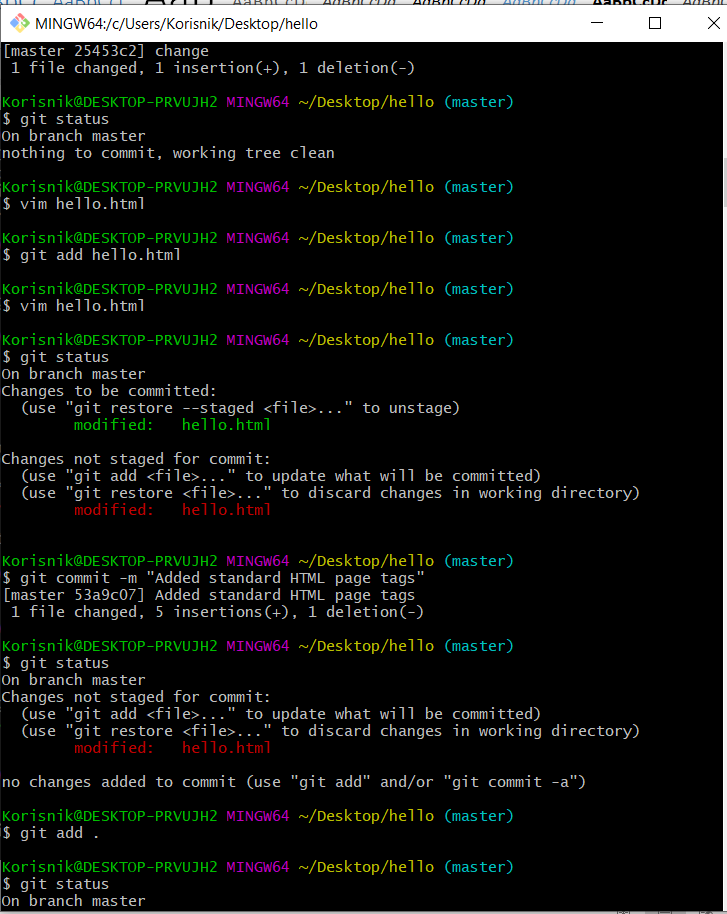 MINGW64:/c/Users/Korisnik/Desktop/hello
[master 25453c2] change
 1 file changed, 1 insertion(+), 1 deletion(-)

Korisnik@DESKTOP-PRVUJH2 MINGW64 ~/Desktop/hello (master)
$ git status
On branch master
nothing to commit, working tree clean

Korisnik@DESKTOP-PRVUJH2 MINGW64 ~/Desktop/hello (master)
$ vim hello.html

Korisnik@DESKTOP-PRVUJH2 MINGW64 ~/Desktop/hello (master)
$ git add hello.html

Korisnik@DESKTOP-PRVUJH2 MINGW64 ~/Desktop/hello (master)
$ vim hello.html

Korisnik@DESKTOP-PRVUJH2 MINGW64 ~/Desktop/hello (master)
$ git status
On branch master
Changes to be committed:
  (use "git restore --staged <file>..." to unstage)
        modified:   hello.html

Changes not staged for commit:
  (use "git add <file>..." to update what will be committed)
  (use "git restore <file>..." to discard changes in working directory)
        modified:   hello.html

Korisnik@DESKTOP-PRVUJH2 MINGW64 ~/Desktop/hello (master)
$ git commit -m "Added standard HTML page tags"
[master 53a9c07] Added standard HTML page tags
 1 file changed, 5 insertions(+), 1 deletion(-)

Korisnik@DESKTOP-PRVUJH2 MINGW64 ~/Desktop/hello (master)
$ git status
On branch master
Changes not staged for commit:
  (use "git add <file>..." to update what will be committed)
  (use "git restore <file>..." to discard changes in working directory)
        modified:   hello.html

no changes added to commit (use "git add" and/or "git commit -a")

Korisnik@DESKTOP-PRVUJH2 MINGW64 ~/Desktop/hello (master)
$ git add .

Korisnik@DESKTOP-PRVUJH2 MINGW64 ~/Desktop/hello (master)
$ git status
On branch master